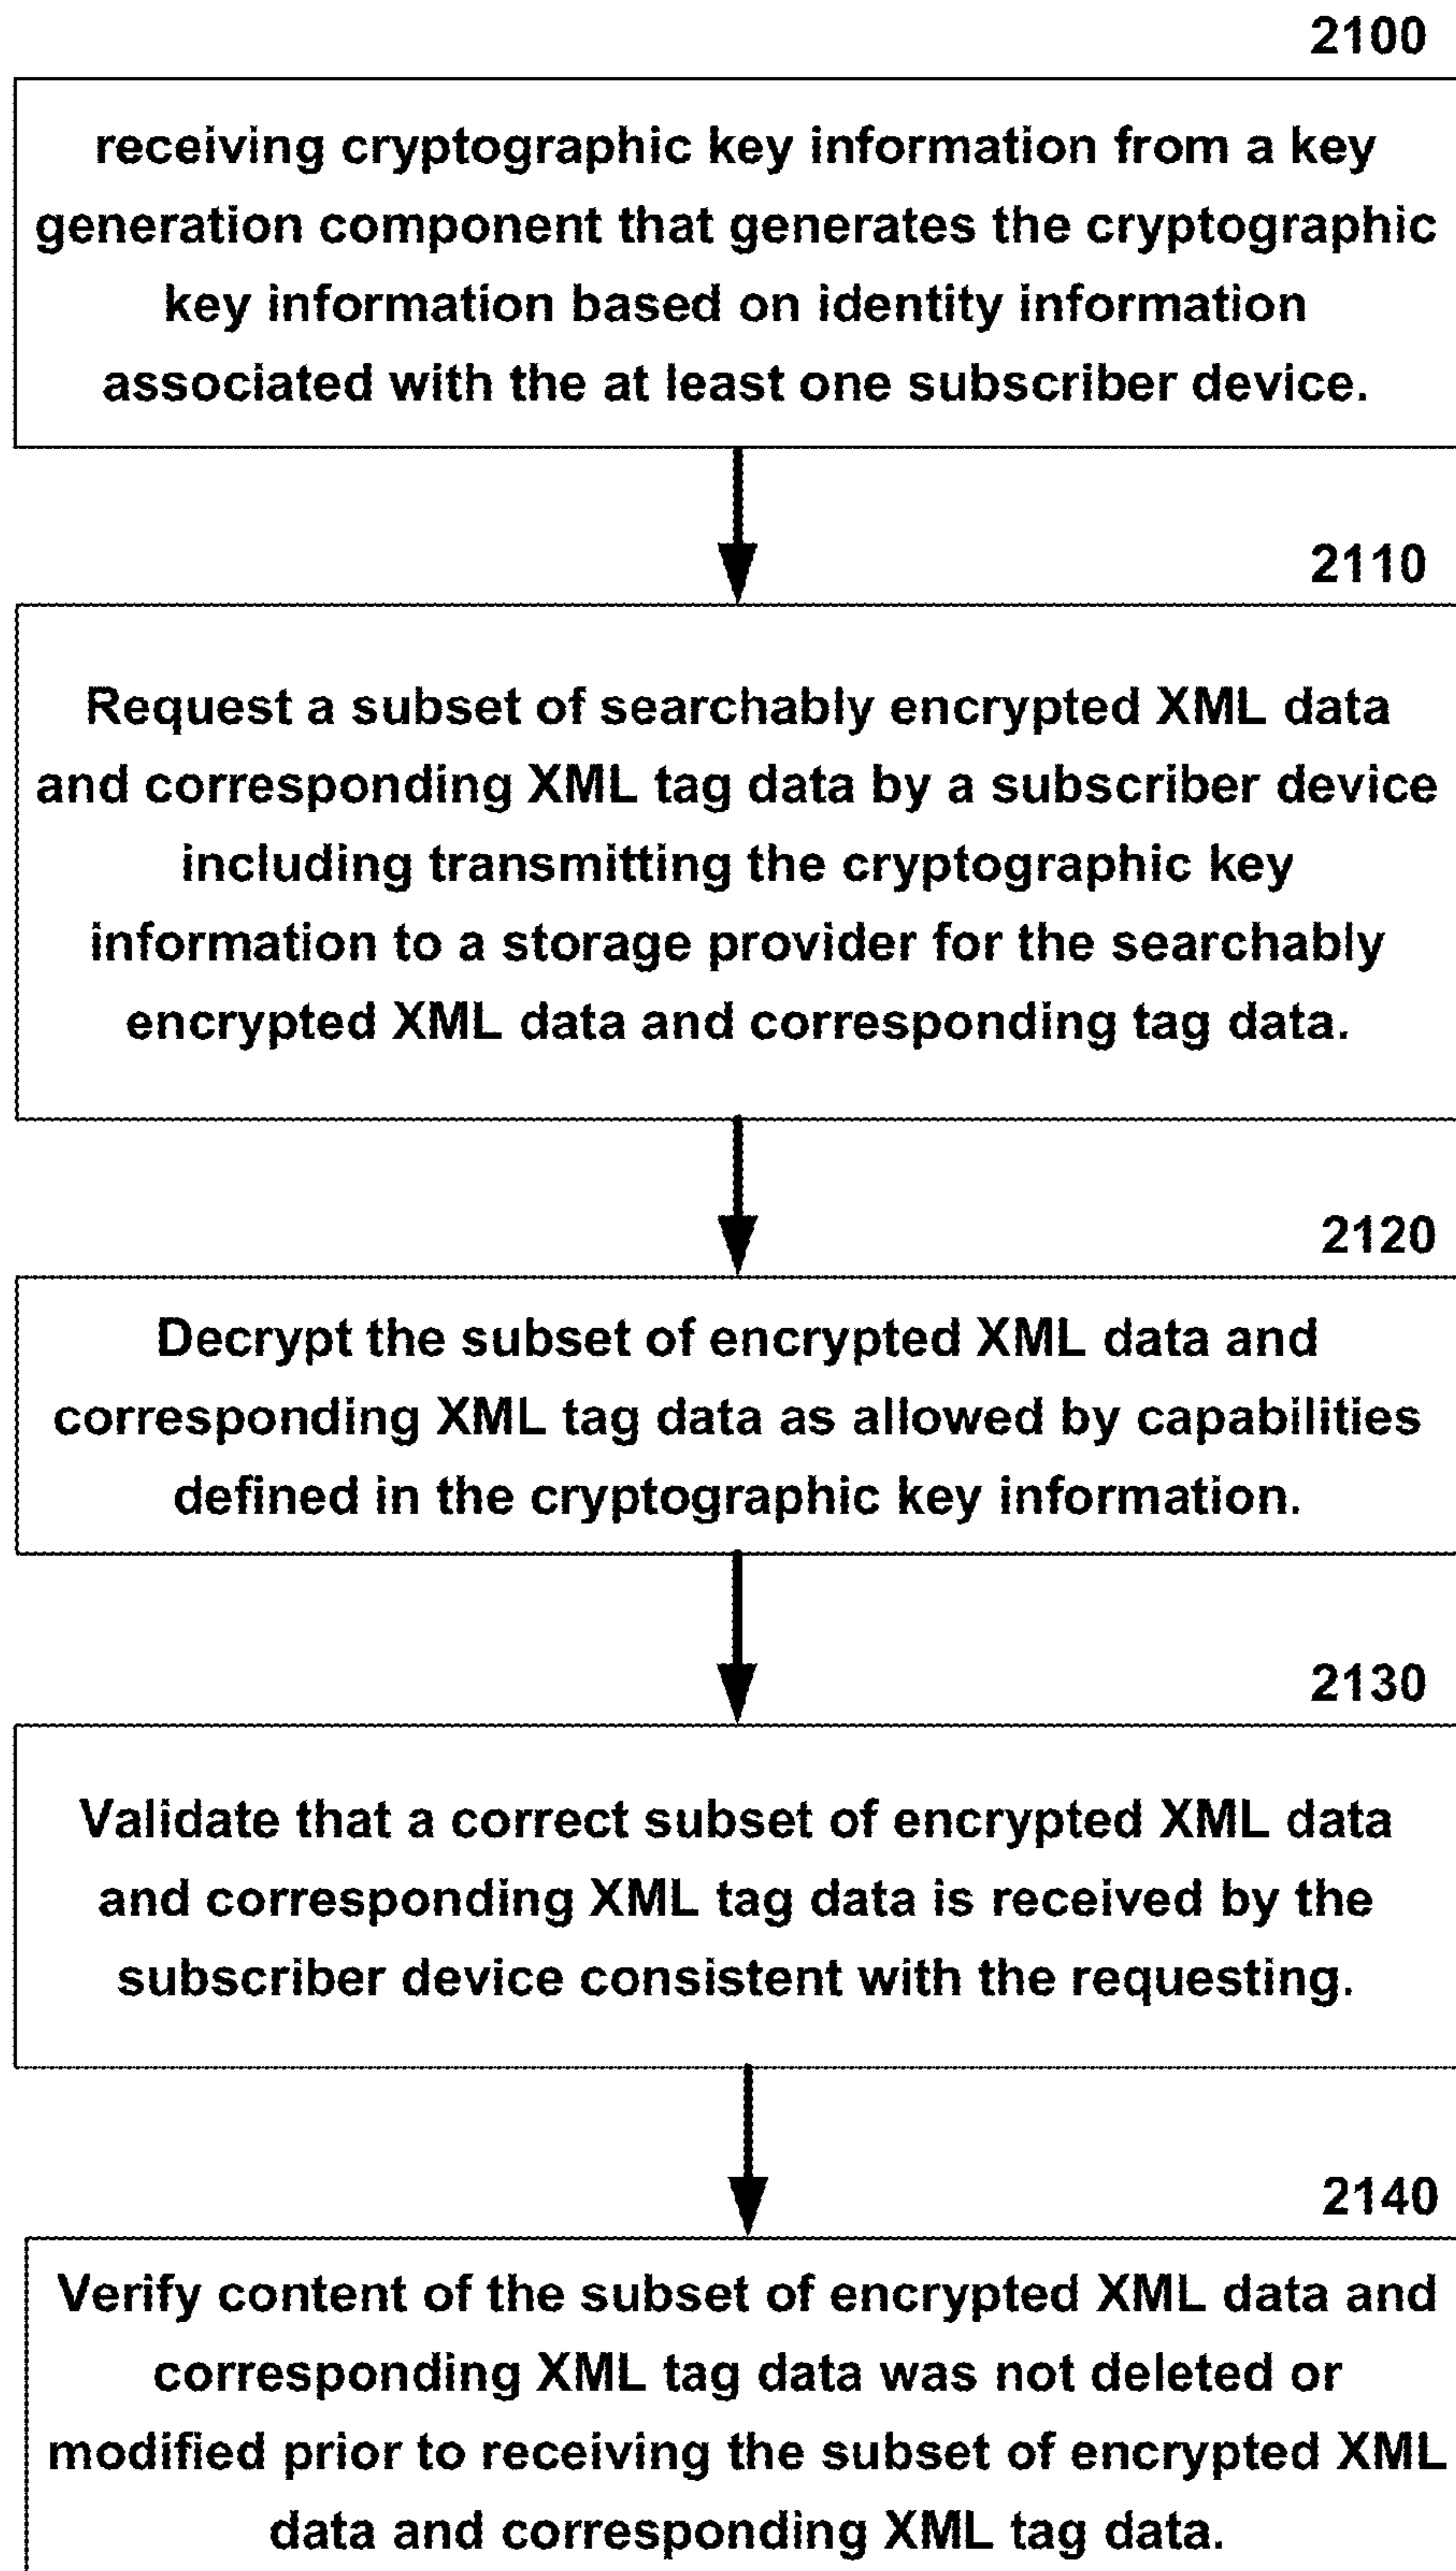 2100
receiving cryptographic key information from a key
generation component that generates the cryptographic
key information based on identity information
associated with the at least one subscriber device.
2110
Request a subset of searchably encrypted XML data
and corresponding XML tag data by a subscriber device
including transmitting the cryptographic key
information to a storage provider for the searchably
encrypted XML data and corresponding tag data.
2120
Decrypt the subset of encrypted XML data and
corresponding XML tag data as allowed by capabilities
defined in the cryptographic key information.
2130
Validate that a correct subset of encrypted XML data
and corresponding XML tag data is received by the
subscriber device consistent with the requesting.
2140
Verify content of the subset of encrypted XML data and
corresponding XML tag data was not deleted or
modified prior to receiving the subset of encrypted XML
data and corresponding XML tag data.